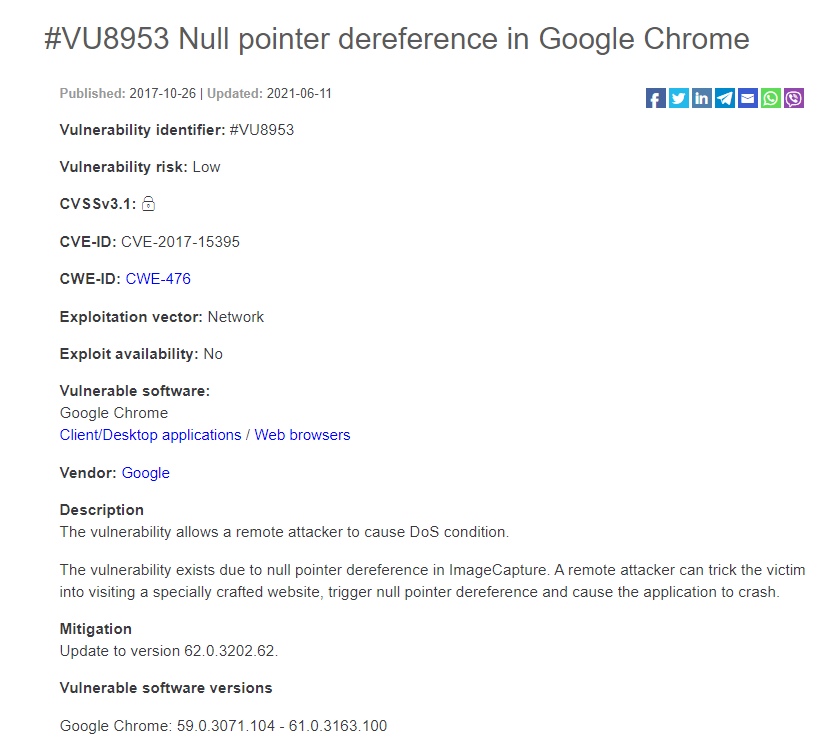 #VU8953 Null pointer dereference in Google Chrome
Published: 2017-10-26 | Updated: 2021-06-11
Vulnerability identifier: #VU8953
Vulnerability risk: Low
CVSSv3.1:
CVE-ID: CVE-2017-15395
CWE-ID: CWE-476
Exploitation vector: Network
Exploit availability: No
Vulnerable software:
Google Chrome
Client/Desktop applications / Web browsers
Vendor: Google
Description
The vulnerability allows a remote attacker to cause DoS condition.
The vulnerability exists due to null pointer dereference in ImageCapture. A remote attacker can trick the victim
into visiting a specially crafted website, trigger null pointer dereference and cause the application to crash.
Mitigation
Update to version 62.0.3202.62.
Vulnerable software versions
Google Chrome: 59.0.3071.104 - 61.0.3163.100